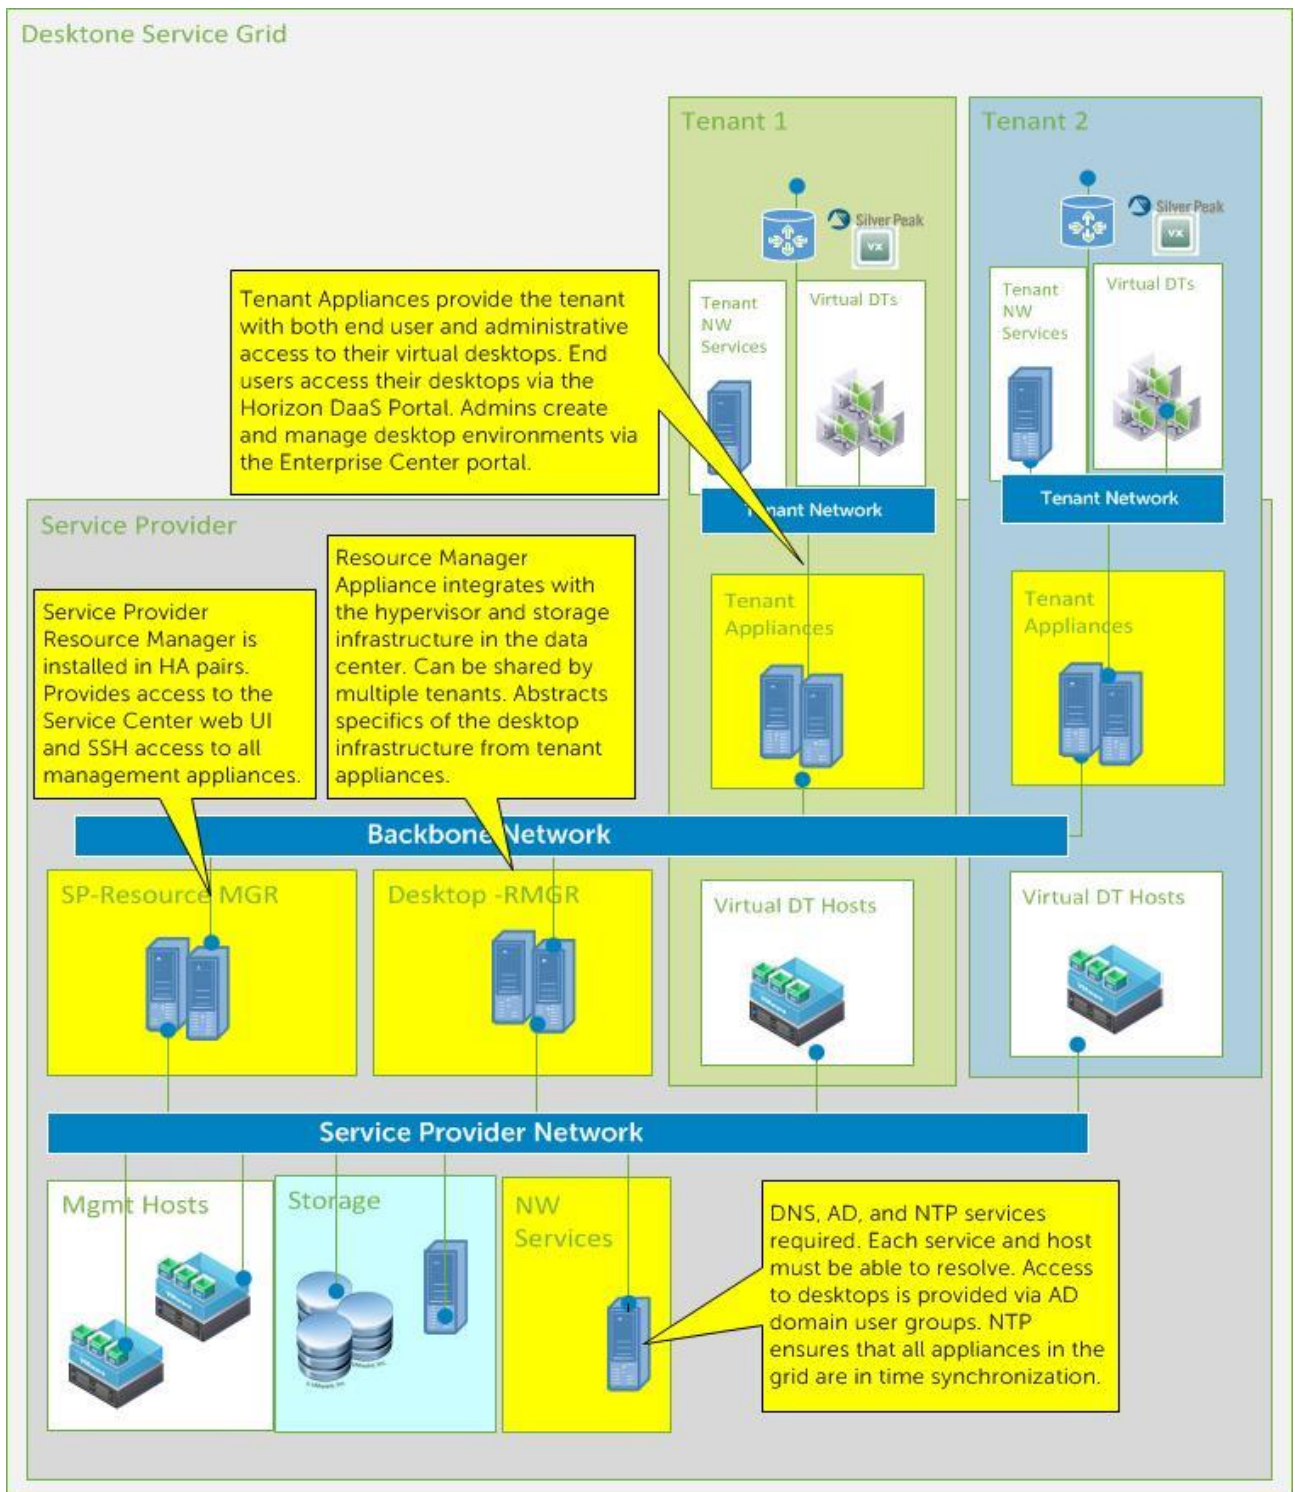 Desktone Service Grid
Tenant 1
Tenant 2
Silver Peak
VX
Silver Peak
VX
Tenant Appliances provide the tenant
with both end user and administrative
access to their virtual desktops. End
users access their desktops via the
Horizon DaaS Portal. Admins create
and manage desktop environments via
the Enterprise Center portal.
Tenant
NW
Services
Virtual DTs
Tenant
NW
Services
Virtual DTs
Tenant Network
Tenant Network
Service Provider
Service Provider
Resource Manager is
installed in HA pairs.
Provides access to the
Service Center web UI
and SSH access to all
management appliances.
Resource Manager
Appliance integrates with
the hypervisor and storage
infrastructure in the data
center. Can be shared by
multiple tenants. Abstracts
specifics of the desktop
infrastructure from tenant
appliances.
Tenant
Appliances
Tenant
Appliances
Backbone Network
SP-Resource MGR
Desktop -RMGR
Virtual DT Hosts
Virtual DT Hosts
Service Provider Network
Mgmt Hosts
Storage
NW
Services
DNS, AD, and NTP services
required. Each service and host
must be able to resolve. Access
to desktops is provided via AD
domain user groups. NTP
ensures that all appliances in the
grid are in time synchronization.